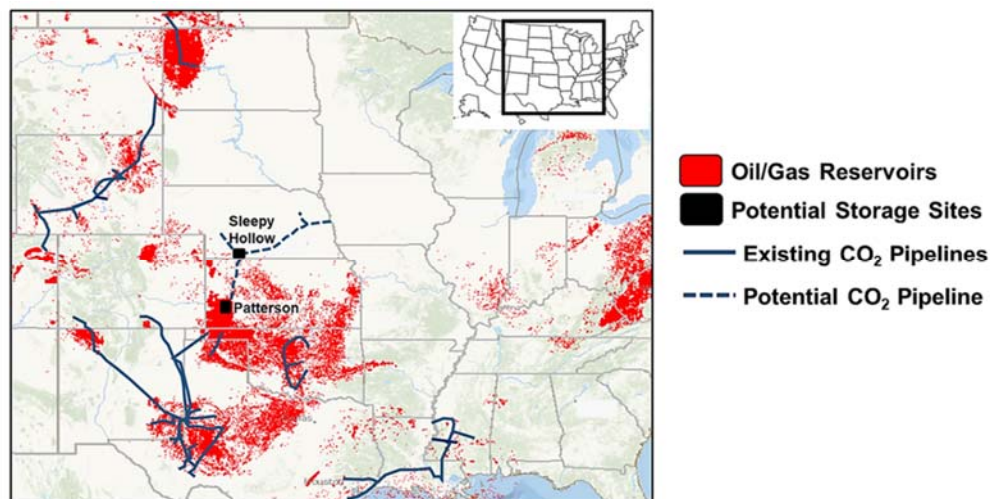 Sleepy
Hollow
Patterson
Oil/Gas Reservoirs
Potential Storage Sites
Existing CO₂ Pipelines
Potential CO₂ Pipeline